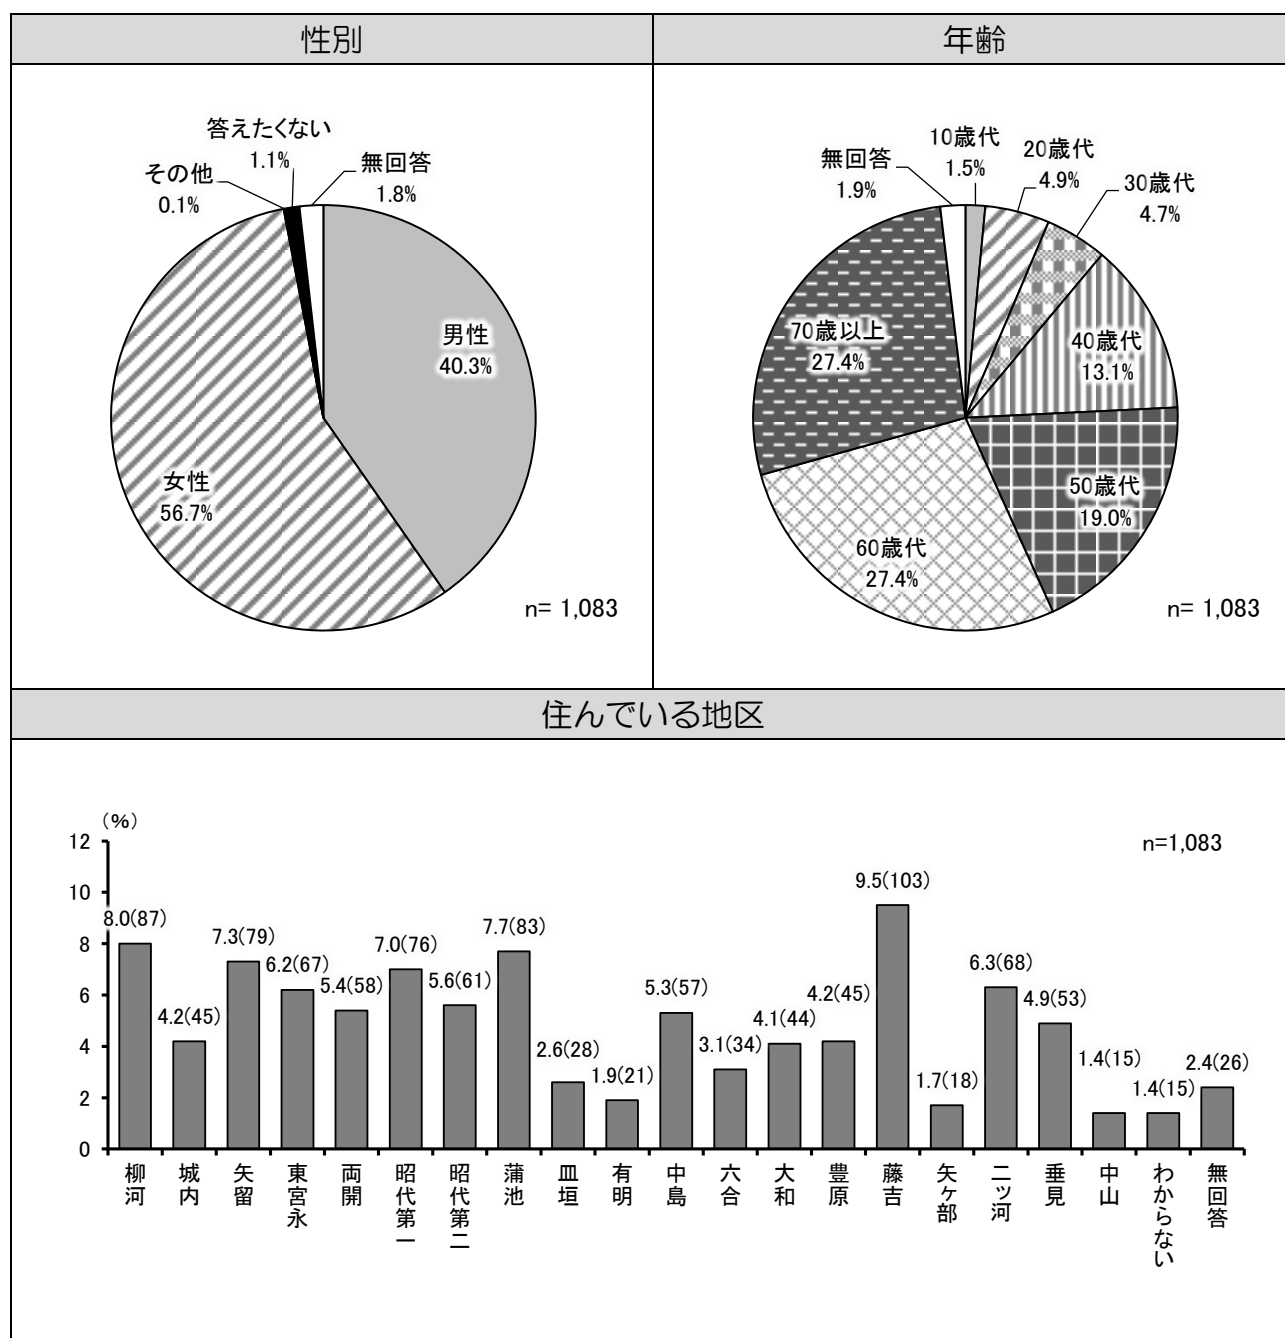 性別
年齢
答えたくない
1.1%
その他
0.1%
無回答
1.8%
男性
40.3%
女性
56.7%
n= 1,083
無回答
1.9%
10歳代
1.5%
20歳代
4.9%
30歳代
4.7%
40歳代
13.1%
50歳代
19.0%
60歳代
27.4%
70歳以上
27.4%
n= 1,083
住んでいる地区
（%）
n=1,083
12
10
8
6
4
2
0
8.0(87)
4.2(45)
7.3(79)
6.2(67)
5.4(58)
7.0(76)
5.6(61)
7.7(83)
2.6(28)
1.9(21)
5.3(57)
3.1(34)
4.1(44)
4.2(45)
9.5(103)
1.7(18)
6.3(68)
4.9(53)
1.4(15)
1.4(15)
2.4(26)
柳河
城内
矢留
東宮永
両開
昭代第一
昭代第二
蒲池
皿垣
有明
中島
六合
大和
豊原
藤吉
矢ヶ部
二ッ河
垂見
中山
わからない
無回答